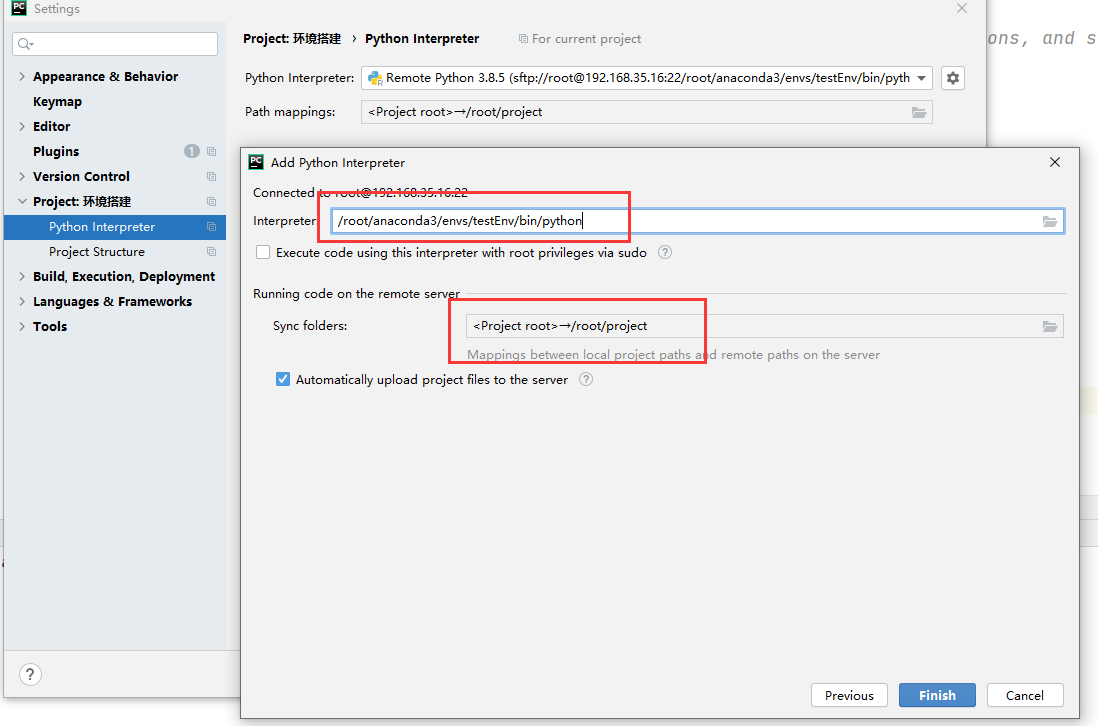 PC Settings
ons, and s
Project: 环境搭建 › Python Interpreter For current project
Python Interpreter: Remote Python 3.8.5 (sftp://root@192.168.35.16:22/root/anaconda3/envs/testEnv/bin/pyth
Path mappings: <Project root>→/root/project
Appearance & Behavior
Keymap
Editor
Plugins 1
Version Control
Project: 环境搭建
Python Interpreter
Project Structure
Build, Execution, Deployment
Languages & Frameworks
Tools
?
PC Add Python Interpreter
Connected to root@192.168.35.16:22
Interpreter: /root/anaconda3/envs/testEnv/bin/python
Execute code using this interpreter with root privileges via sudo ?
Running code on the remote server
Sync folders: <Project root>→/root/project
Mappings between local project paths and remote paths on the server
Automatically upload project files to the server ?
Previous Finish Cancel